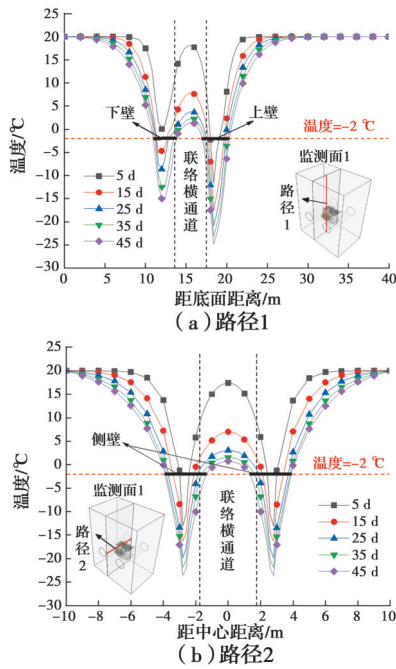 25
20
15
10
5
0
-5
-10
-15
-20
-25
-30
温度/℃
下壁
上壁
温度=-2 ℃
联络横通道
5 d
15 d
25 d
35 d
45 d
监测面1
路径1
0 5 10 15 20 25 30 35 40
距底面距离/m
(a)路径1
25
20
15
10
5
0
-5
-10
-15
-20
-25
-30
温度/℃
侧壁
温度=-2 ℃
监测面1
路径2
联络横通道
5 d
15 d
25 d
35 d
45 d
-10 -8 -6 -4 -2 0 2 4 6 8 10
距中心距离/m
(b)路径2